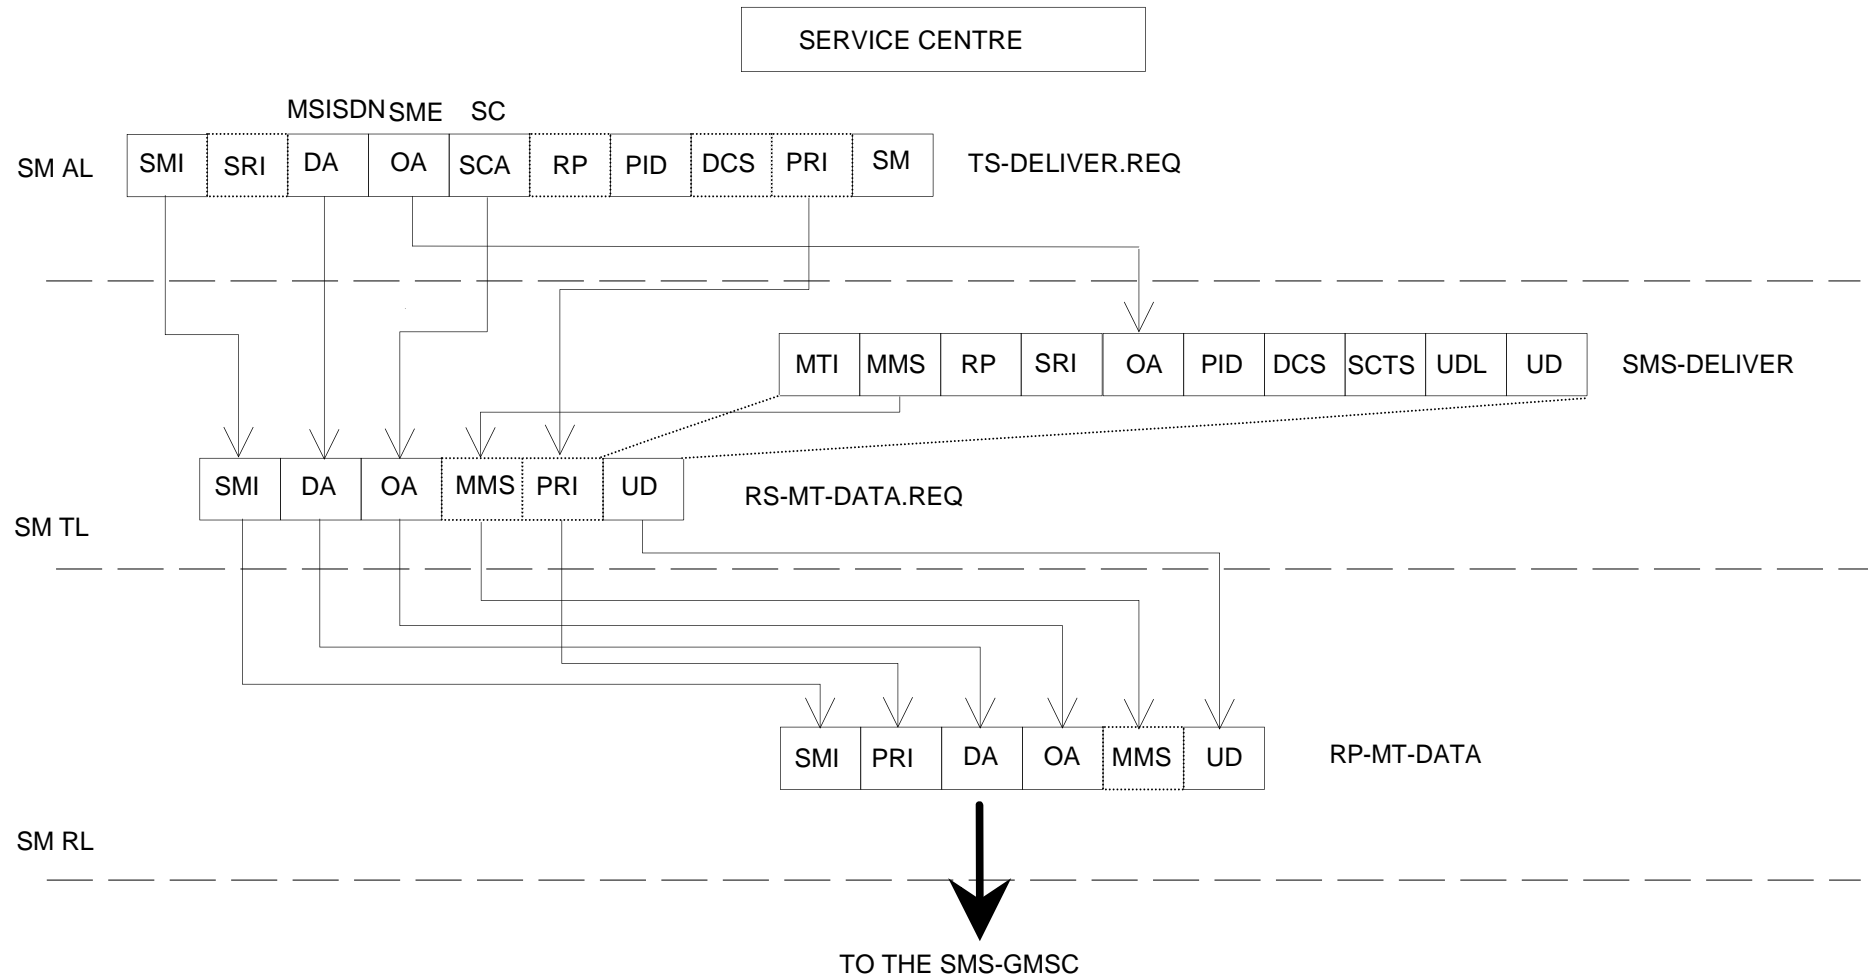 SERVICE CENTRE
MSISDN SME SC
SM AL SMI SRI DA OA SCA RP PID DCS PRI SM TS-DELIVER.REQ
MTI MMS RP SRI OA PID DCS SCTS UDL UD SMS-DELIVER
SMI DA OA MMS PRI UD RS-MT-DATA.REQ
SM TL
SMI PRI DA OA MMS UD RP-MT-DATA
SM RL
TO THE SMS-GMSC